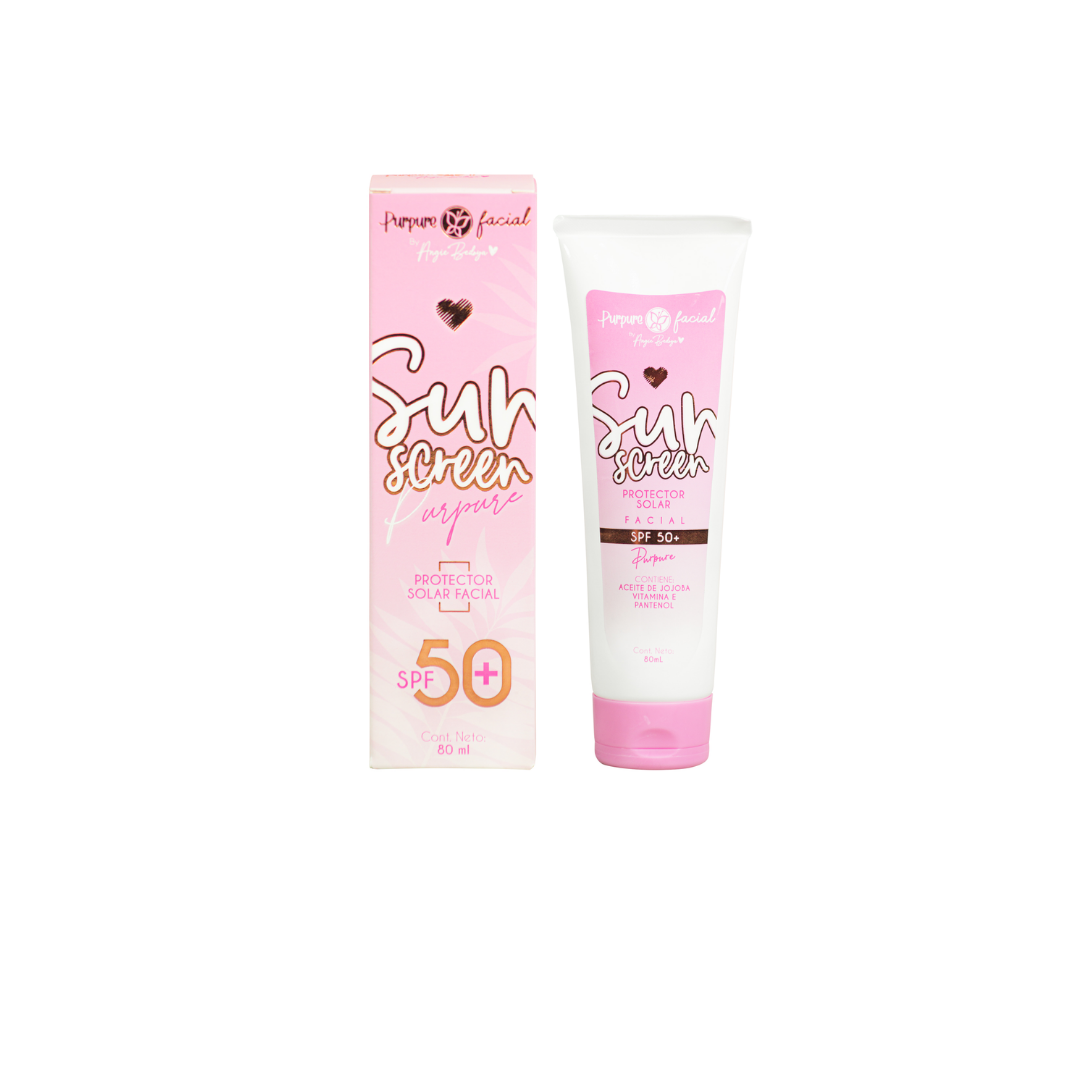 Purpure facial
By Angie Bedoya
Sun
screen
Purpure
PROTECTOR
SOLAR FACIAL
SPF 50+
Cont. Neto:
80 ml
Purpure facial
By Angie Bedoya
Sun
screen
PROTECTOR
SOLAR
FACIAL
SPF 50+
Purpure
CONTIENE:
ACEITE DE JOJOBA
VITAMINA E
PANTENOL
Cont. Neto:
80mL